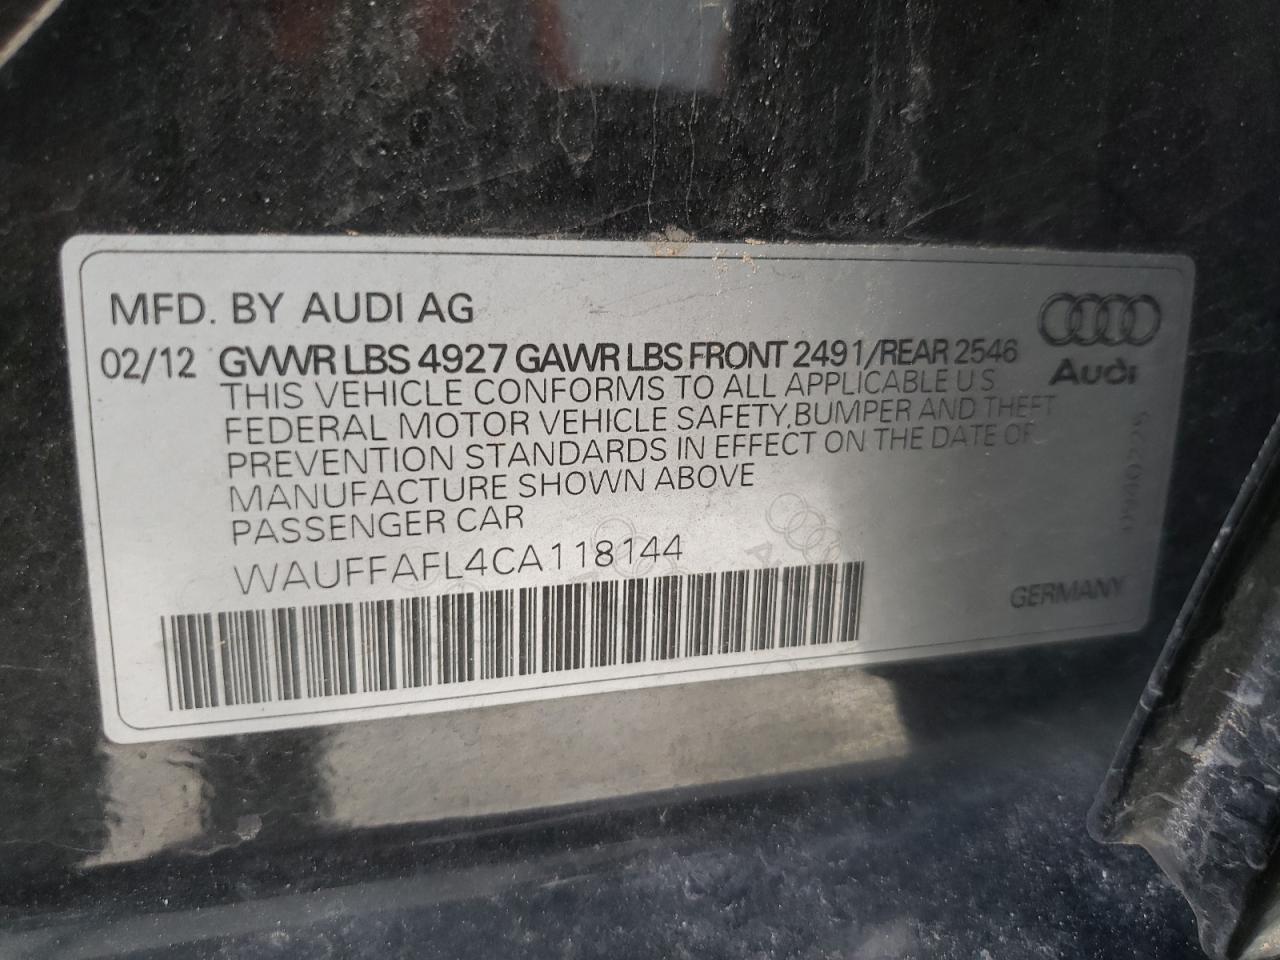 MFD. BY AUDI AG
02/12 GVWR LBS 4927 GAWR LBS FRONT 2491/REAR 2546
Audi
THIS VEHICLE CONFORMS TO ALL APPLICABLE U S
FEDERAL MOTOR VEHICLE SAFETY,BUMPER AND THEFT
PREVENTION STANDARDS IN EFFECT ON THE DATE OF
MANUFACTURE SHOWN ABOVE
PASSENGER CAR
WAUFFAFL4CA118144
GERMANY